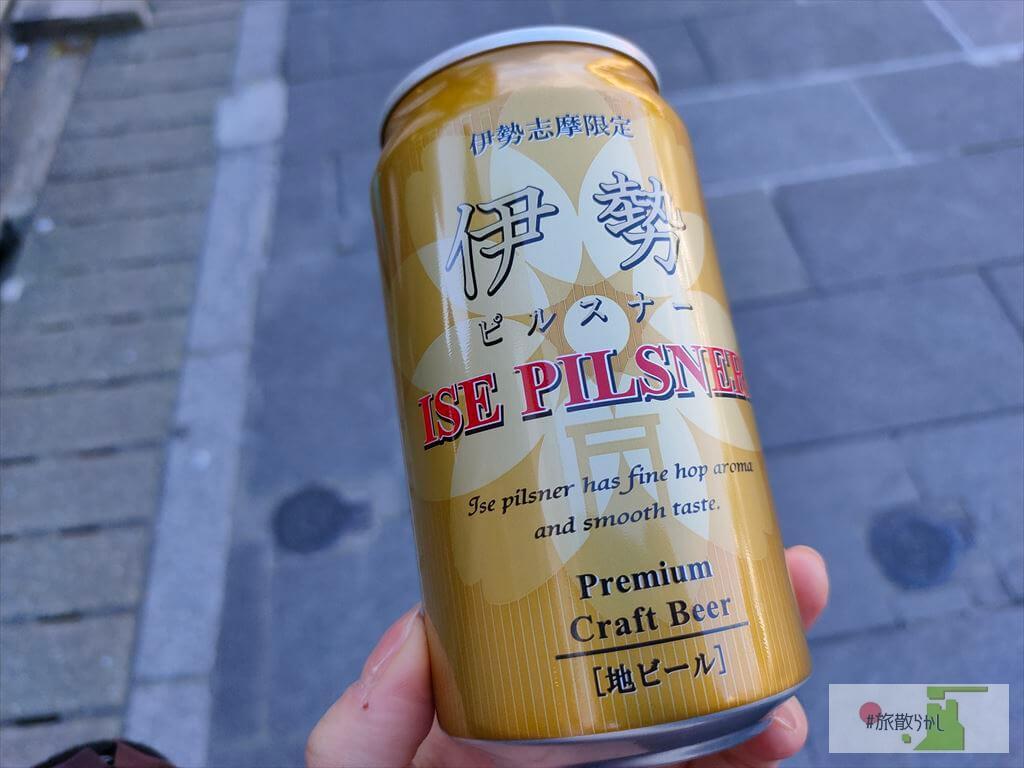 伊勢志摩限定
伊勢
ピルスナー
ISE PILSNER
Ise pilsner has fine hop aroma
and smooth taste.
Premium
Craft Beer
[地ビール]
#旅散らかし